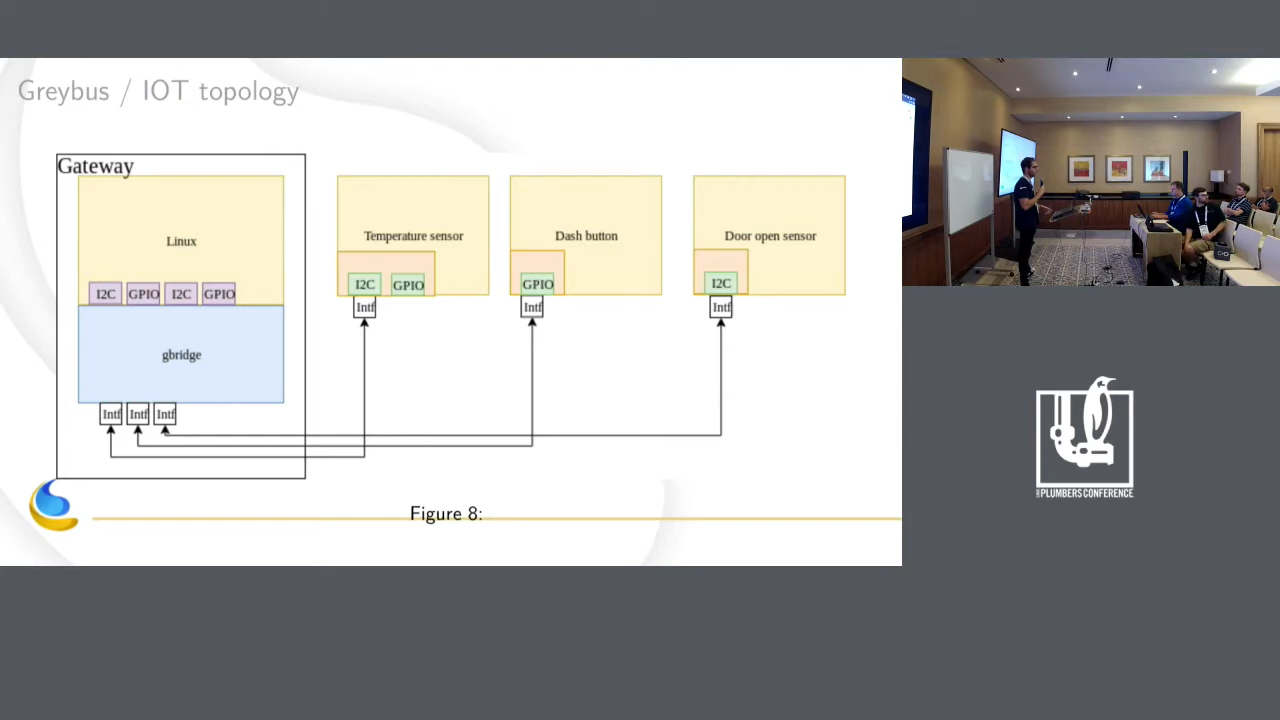 Greybus / IOT topology
Gateway
Linux
I2C
GPIO
I2C
GPIO
gbridge
Intf
Intf
Intf
Temperature sensor
I2C
GPIO
Intf
Dash button
GPIO
Intf
Door open sensor
I2C
Intf
Figure 8:
PLUMBERS CONFERENCE